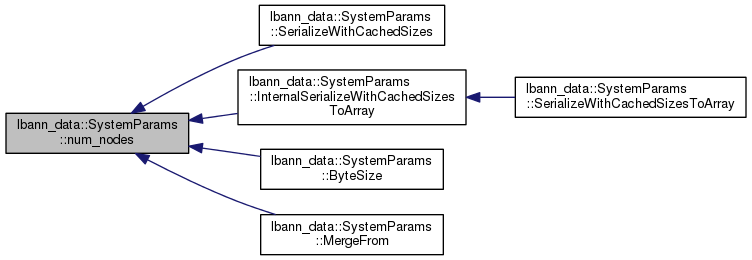 lbann_data::SystemParams
::SerializeWithCachedSizes
lbann_data::SystemParams
::InternalSerializeWithCachedSizes
ToArray
lbann_data::SystemParams
::SerializeWithCachedSizesToArray
lbann_data::SystemParams
::num_nodes
lbann_data::SystemParams
::ByteSize
lbann_data::SystemParams
::MergeFrom